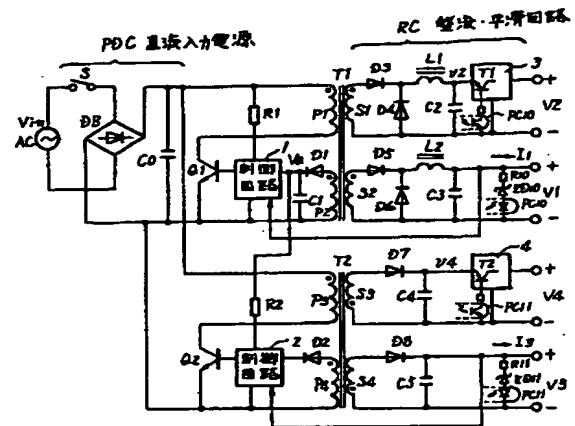 PDC 直流入力電源
RC 整流・平滑回路
S
Vin
AC
DB
C0
R1
Q1
1
制御
回路
Va
D1
C1
T1
P1
P2
S1
S2
D3
D4
D5
D6
L1
L2
V2
C2
C3
T1
3
PC10
+
V2
-
I1
+
R10
ZD10
PC10
V1
-
R2
Q2
2
制御
回路
D2
T2
P3
P4
S3
S4
D7
D8
V4
C4
C5
T2
4
PC11
+
V4
-
I3
+
R11
ZD11
PC11
V3
-